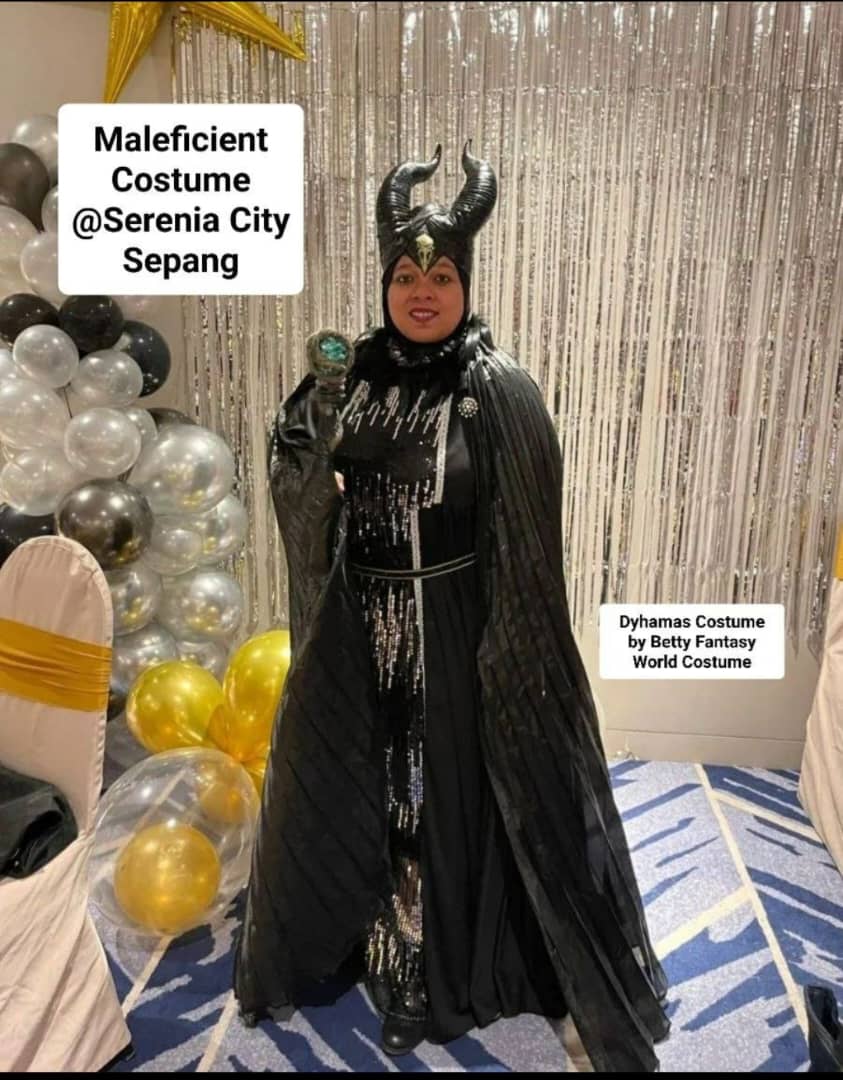 Maleficient
Costume
@Serenia City
Sepang
Dyhamas Costume
by Betty Fantasy
World Costume